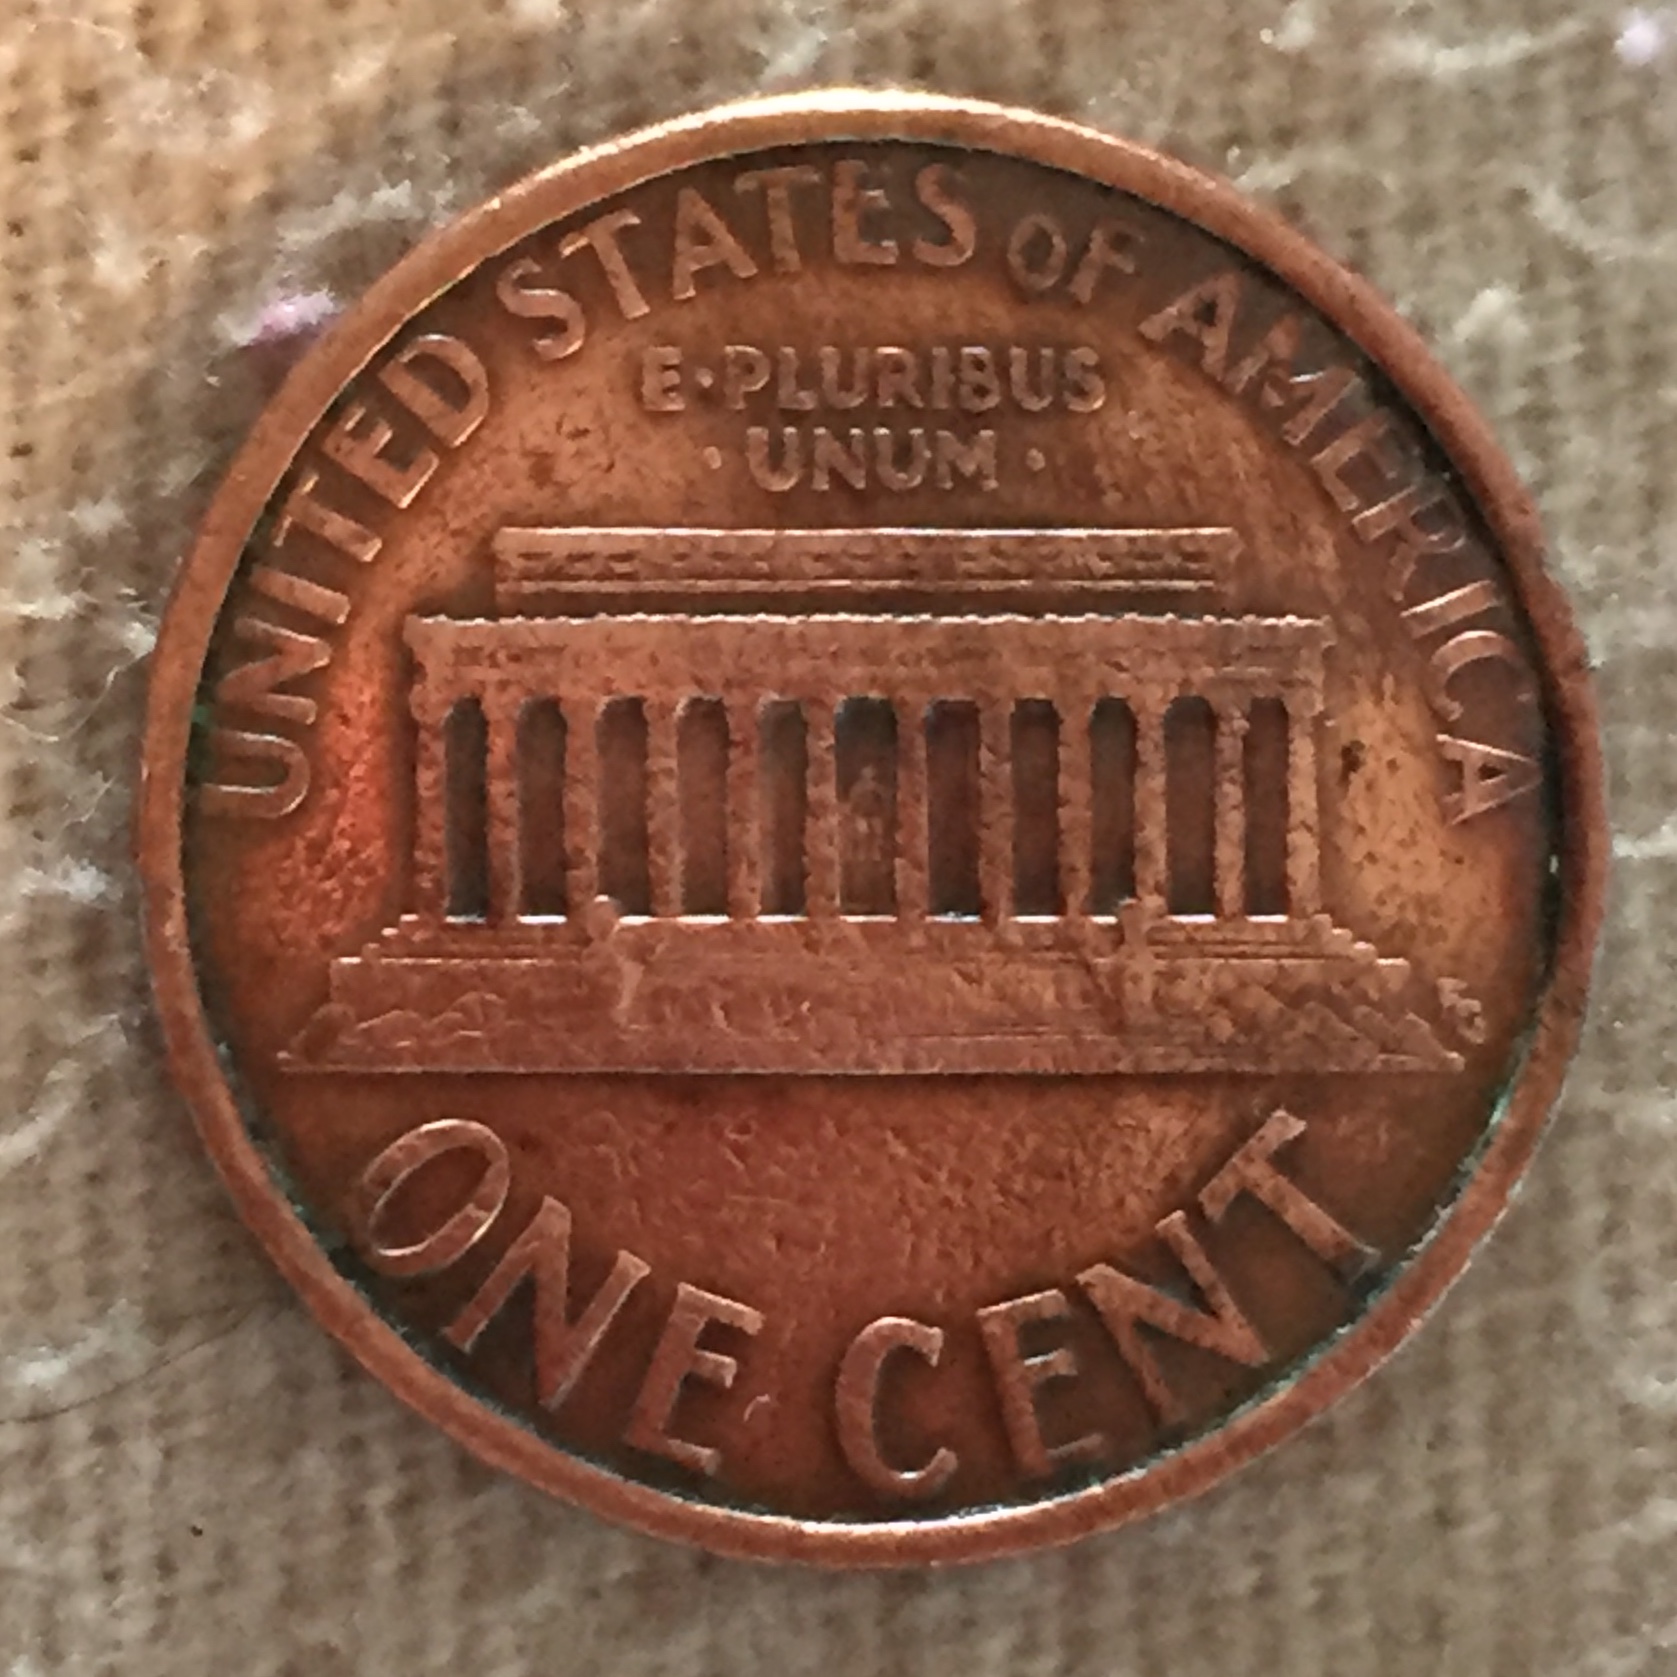 UNITED STATES OF AMERICA
E·PLURIBUS
·UNUM·
ONE CENT